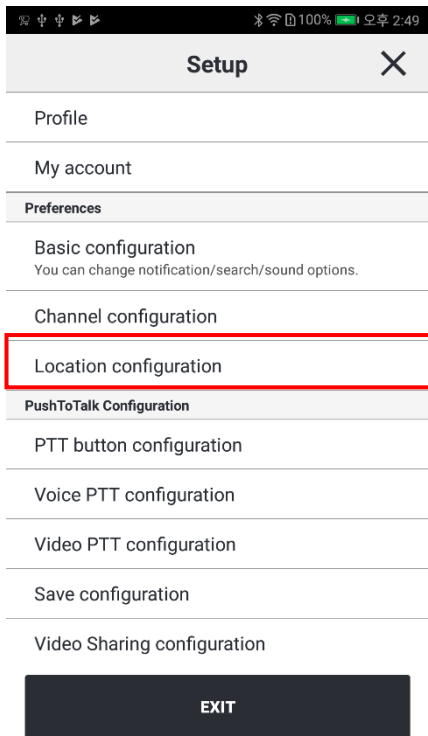 100% 오후 2:49
Setup
Profile
My account
Preferences
Basic configuration
You can change notification/search/sound options.
Channel configuration
Location configuration
PushToTalk Configuration
PTT button configuration
Voice PTT configuration
Video PTT configuration
Save configuration
Video Sharing configuration
EXIT